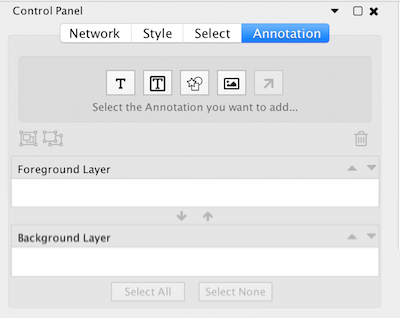 Control Panel
Network Style Select Annotation
T T
Select the Annotation you want to add...
Foreground Layer
Background Layer
Select All Select None